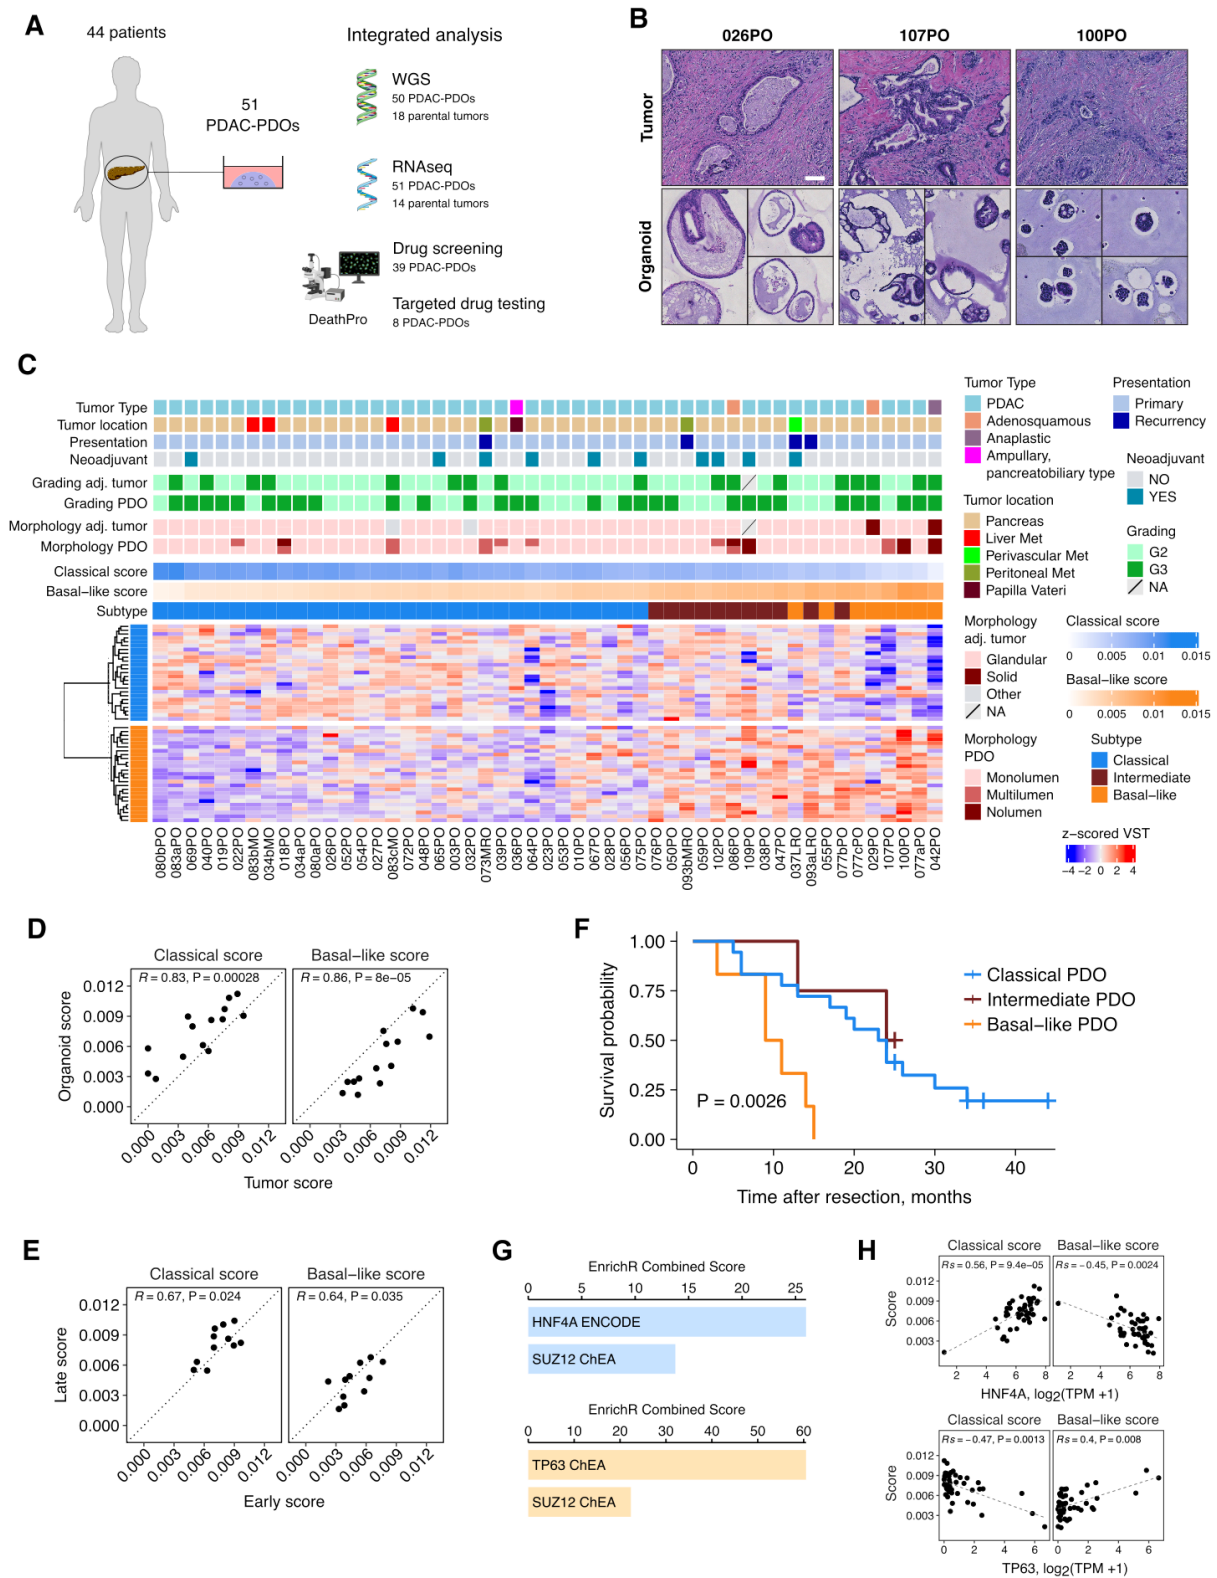 A
44 patients
51
PDAC-PDOs
Integrated analysis
WGS
50 PDAC-PDOs
18 parental tumors
RNAseq
51 PDAC-PDOs
14 parental tumors
Drug screening
39 PDAC-PDOs
Targeted drug testing
8 PDAC-PDOs
DeathPro
B
026PO 107PO 100PO
Tumor
Organoid
C
Tumor Type
Tumor location
Presentation
Neoadjuvant
Grading adj. tumor
Grading PDO
Morphology adj. tumor
Morphology PDO
Classical score
Basal-like score
Subtype
080bPO 083aPO 069PO 040PO 019PO 022PO 083bMO 034bMO 018PO 034aPO 080aPO 026PO 052PO 054PO 027PO 083cMO 072PO 048PO 065PO 003PO 032PO 073MRO 039PO 036PO 064PO 023PO 053PO 010PO 067PO 028PO 056PO 075PO 076PO 050PO 093bMRO 059PO 102PO 086PO 109PO 038PO 047PO 037LRO 093aLRO 055PO 077bPO 077cPO 029PO 107PO 100PO 077aPO 042PO
Tumor Type
PDAC
Adenosquamous
Anaplastic
Ampullary,
pancreatobiliary type
Tumor location
Pancreas
Liver Met
Perivascular Met
Peritoneal Met
Papilla Vateri
Morphology
adj. tumor
Glandular
Solid
Other
NA
Morphology
PDO
Monolumen
Multilumen
Nolumen
Presentation
Primary
Recurrency
Neoadjuvant
NO
YES
Grading
G2
G3
NA
Classical score
0 0.005 0.01 0.015
Basal-like score
0 0.005 0.01 0.015
Subtype
Classical
Intermediate
Basal-like
z-scored VST
-4 -2 0 2 4
D
Classical score Basal-like score
R = 0.83, P = 0.00028
R = 0.86, P = 8e-05
Organoid score
0.012
0.009
0.006
0.003
0.000
0.000 0.003 0.006 0.009 0.012
0.000 0.003 0.006 0.009 0.012
Tumor score
E
Classical score Basal-like score
R = 0.67, P = 0.024
R = 0.64, P = 0.035
Late score
0.012
0.009
0.006
0.003
0.000
0.000 0.003 0.006 0.009 0.012
0.000 0.003 0.006 0.009 0.012
Early score
F
Survival probability
1.00
0.75
0.50
0.25
0.00
P = 0.0026
0 10 20 30 40
Time after resection, months
Classical PDO
Intermediate PDO
Basal-like PDO
G
EnrichR Combined Score
0 5 10 15 20 25
HNF4A ENCODE
SUZ12 ChEA
EnrichR Combined Score
0 10 20 30 40 50 60
TP63 ChEA
SUZ12 ChEA
H
Classical score Basal-like score
Rs = 0.56, P = 9.4e-05
Rs = -0.45, P = 0.0024
Score
0.012
0.009
0.006
0.003
2 4 6 8
2 4 6 8
HNF4A, log2(TPM +1)
Classical score Basal-like score
Rs = -0.47, P = 0.0013
Rs = 0.4, P = 0.008
Score
0.012
0.009
0.006
0.003
0 2 4 6
0 2 4 6
TP63, log2(TPM +1)